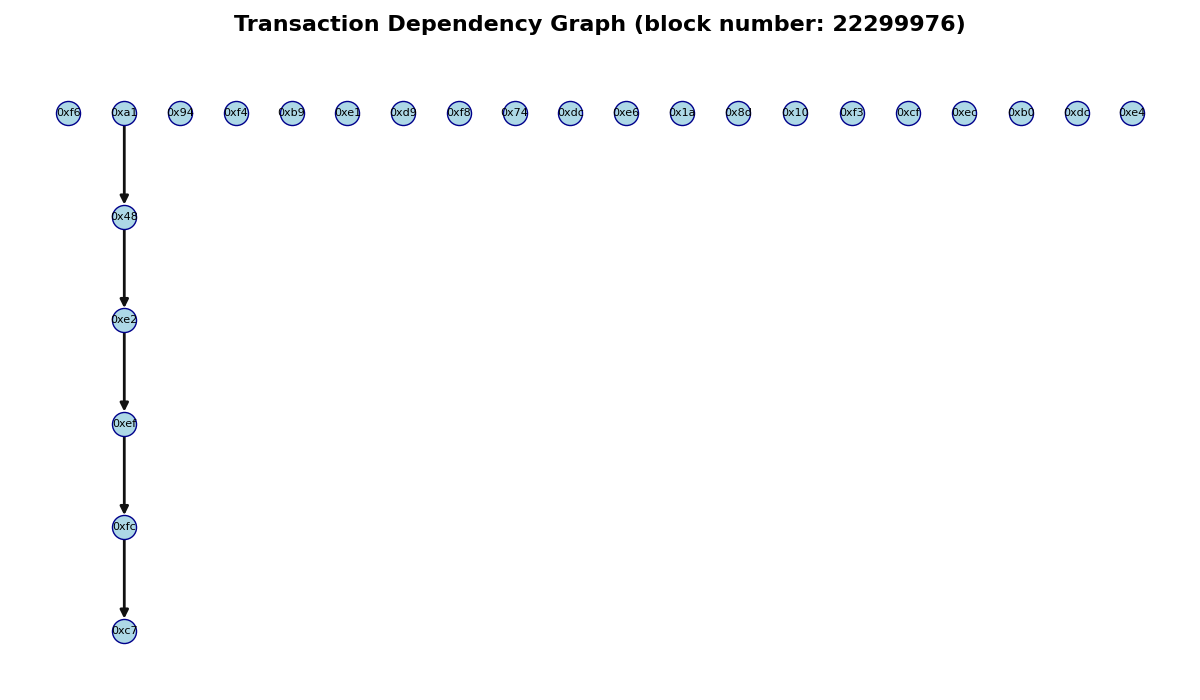 Transaction Dependency Graph (block number: 22299976)
0xf6 0xa1 0x94 0xf4 0xb9 0xe1 0xd9 0xf8 0x74 0xdc 0xe6 0x1a 0x8d 0x10 0xf3 0xcf 0xec 0xb0 0xdc 0xe4
0x48
0xe2
0xef
0xfc
0xc7